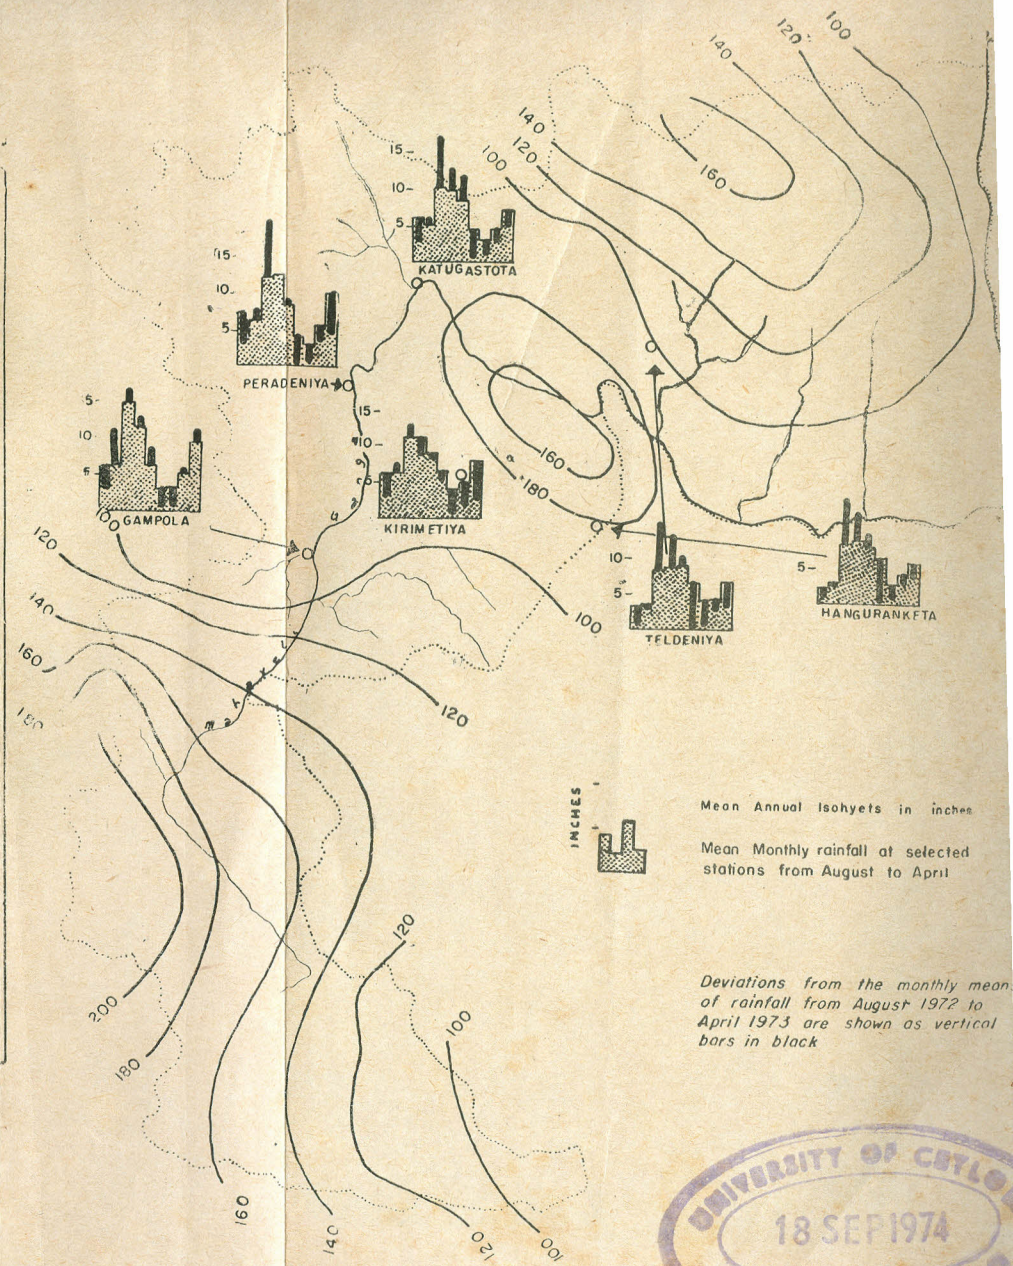 100
120
140
160
140
120
100
15
10
5
KATUGASTOTA
15
10
5
PERADENIYA
5
10
5
GAMPOLA
15
10
5
KIRIMETIYA
160
180
10
5
TELDENIYA
5
HANGURANKETA
100
120
140
160
180
100
120
200
180
160
140
120
100
120
100
INCHES
Mean Annual Isohyets in inches
Mean Monthly rainfall at selected
stations from August to April
Deviations from the monthly mean
of rainfall from August 1972 to
April 1973 are shown as vertical
bars in black
UNIVERSITY OF CEYLO
18 SEP 1974